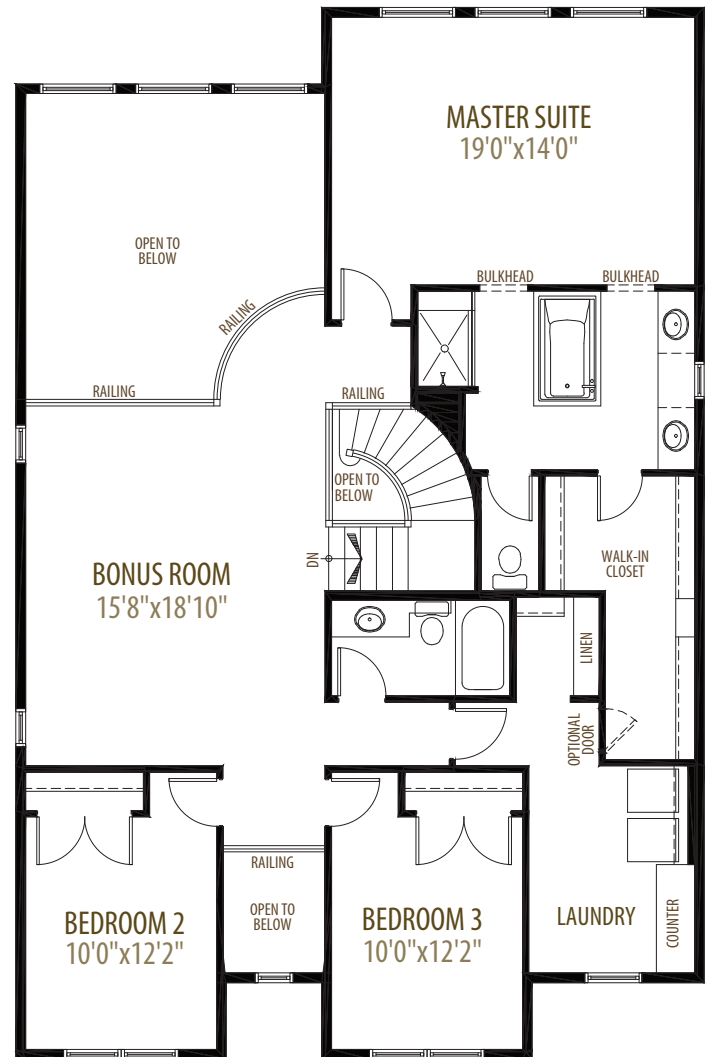 MASTER SUITE
19'0"x14'0"
OPEN TO
BELOW
BULKHEAD
BULKHEAD
RAILING
RAILING
RAILING
OPEN TO
BELOW
DN
BONUS ROOM
15'8"x18'10"
WALK-IN
CLOSET
LINEN
OPTIONAL
DOOR
RAILING
OPEN TO
BELOW
BEDROOM 2
10'0"x12'2"
BEDROOM 3
10'0"x12'2"
LAUNDRY
COUNTER